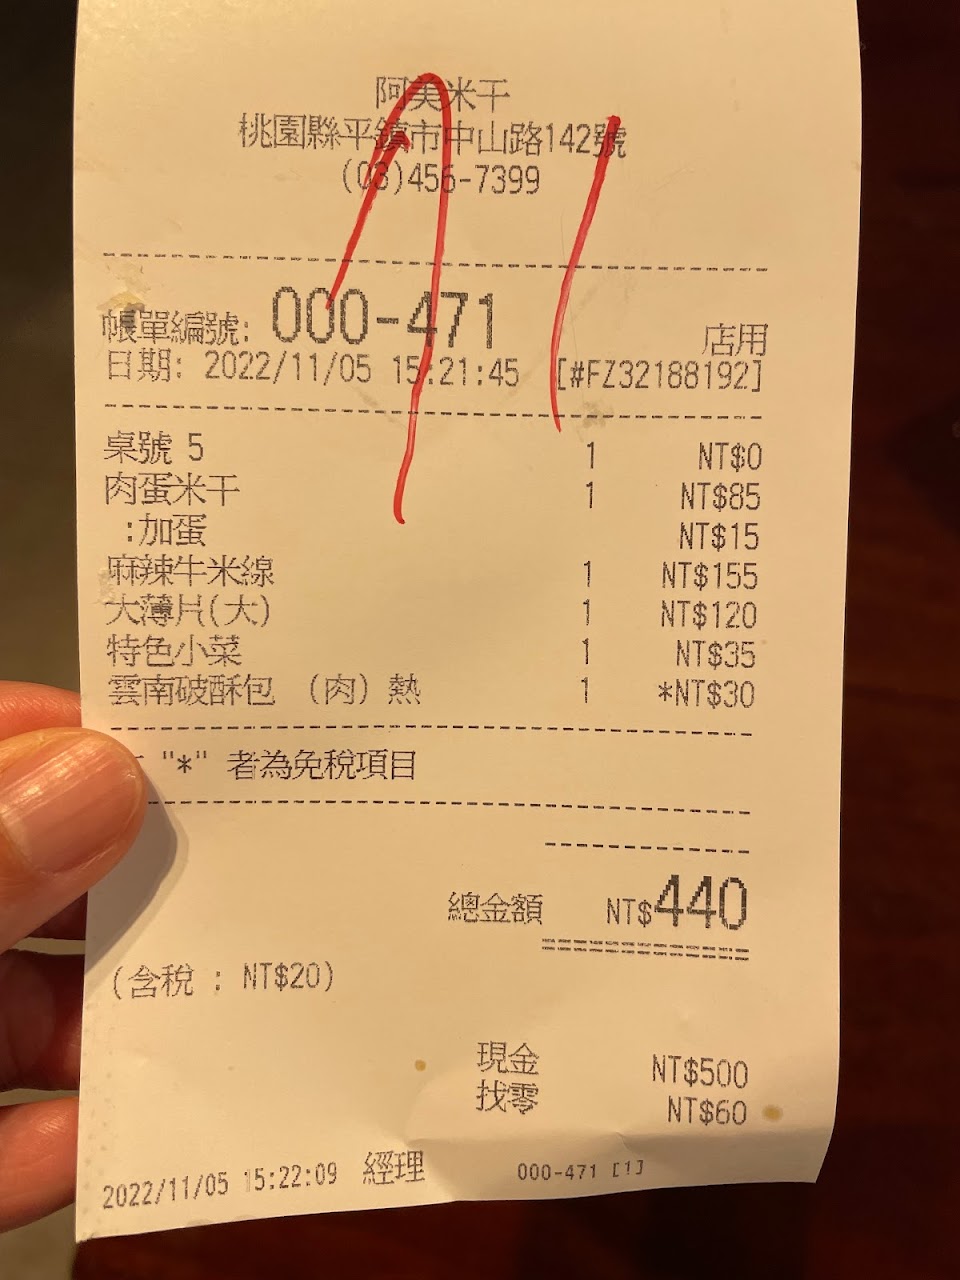 阿美米干
桃園縣平鎮市中山路142號
(03)456-7399
帳單編號: 000-471 店用
日期: 2022/11/05 15:21:45 [#FZ32188192]
桌號 5 1 NT$0
肉蛋米干 1 NT$85
:加蛋 NT$15
麻辣牛米線 1 NT$155
大薄片(大) 1 NT$120
特色小菜 1 NT$35
雲南破酥包 (肉) 熱 1 *NT$30
"*" 者為免稅項目
總金額 NT$440
(含稅 : NT$20)
現金 NT$500
找零 NT$60
2022/11/05 15:22:09 經理 000-471 [1]